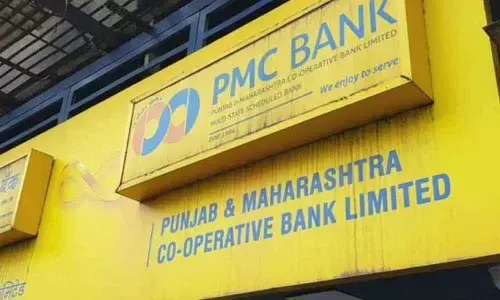 PMC BANK
PUNJAB & MAHARASHTRA CO-OPERATIVE BANK LIMITED
MULTI-STATE SCHEDULED BANK
We enjoy to serve
PUNJAB & MAHARASHTRA
CO-OPERATIVE BANK LIMITED